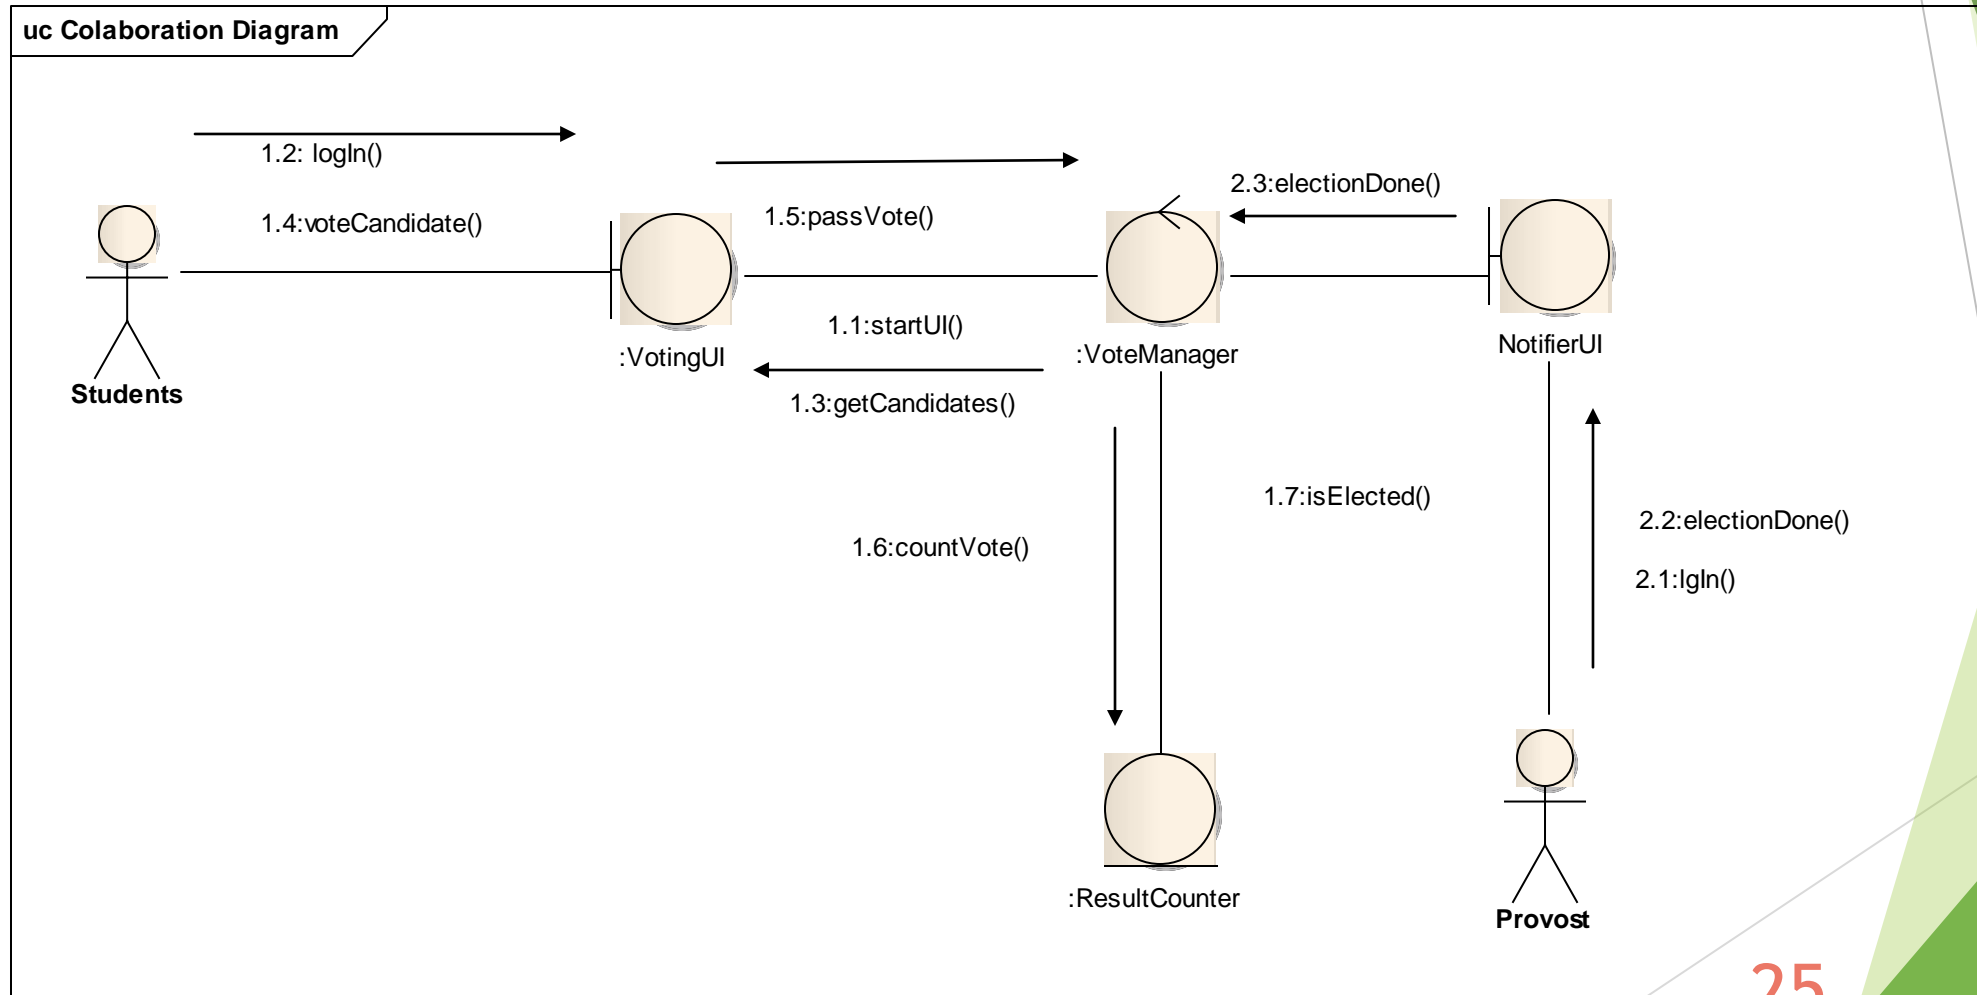 uc Colaboration Diagram
1.2: logIn()
1.4:voteCandidate()
1.5:passVote()
2.3:electionDone()
1.1:startUI()
:VotingUI
:VoteManager
NotifierUI
Students
1.3:getCandidates()
1.7:isElected()
1.6:countVote()
2.2:electionDone()
2.1:lgIn()
:ResultCounter
Provost
25